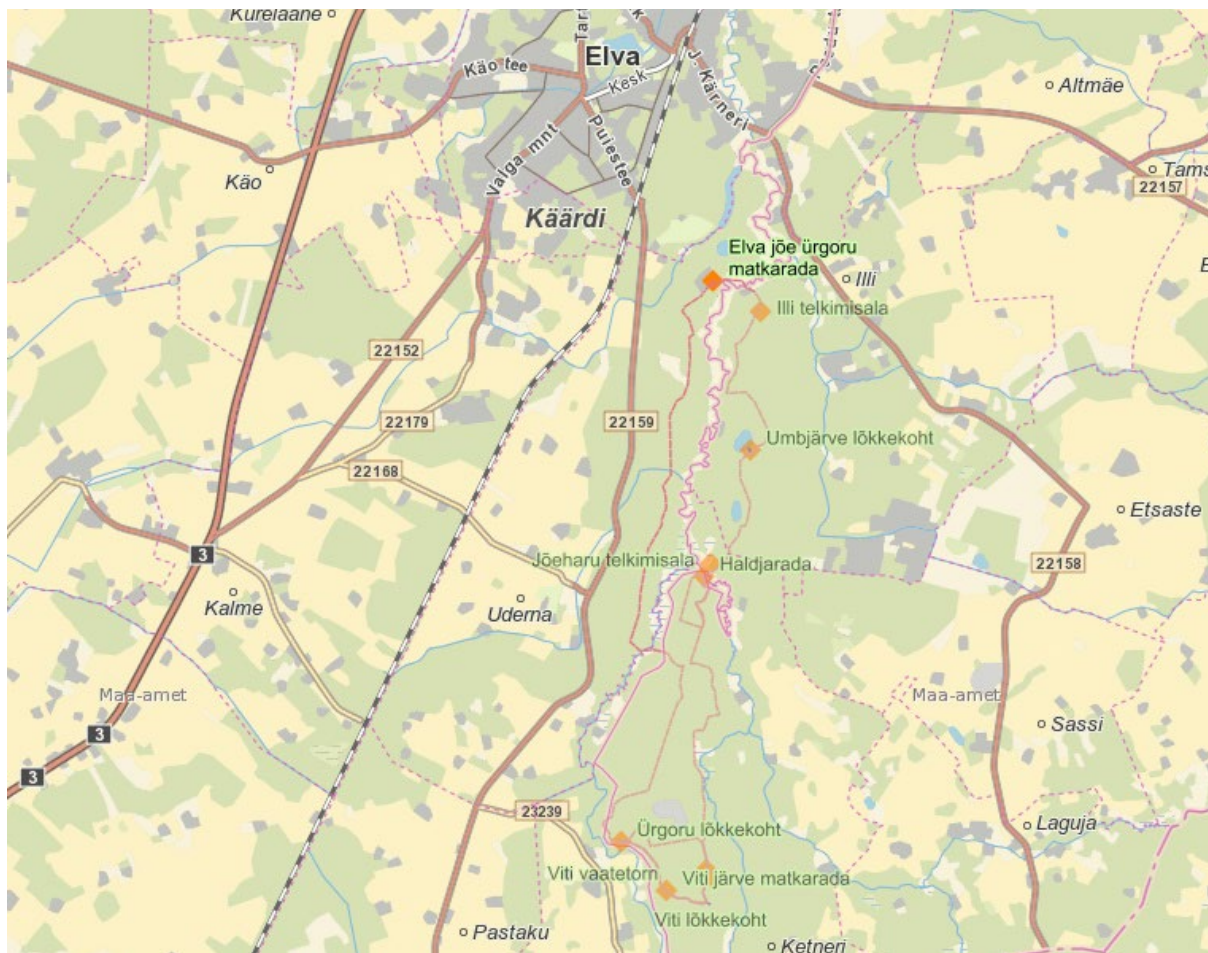 Kurelaane
Elva
Käo tee
Kesk
J. Kärneri
Altmäe
Valga mnt
Puiestee
Käo
Tams
22157
Käärdi
Elva jõe ürgoru
matkarada
Illi
Illi telkimisala
22152
22179
22159
Umbjärve lõkkekoht
22168
Etsaste
3
Jõeharu telkimisala
Haldjarada
22158
Kalme
Uderna
Maa-amet
Maa-amet
3
Sassi
3
23239
Ürgoru lõkkekoht
Laguja
Viti vaatetorn
Viti järve matkarada
Viti lõkkekoht
Pastaku
Ketneri